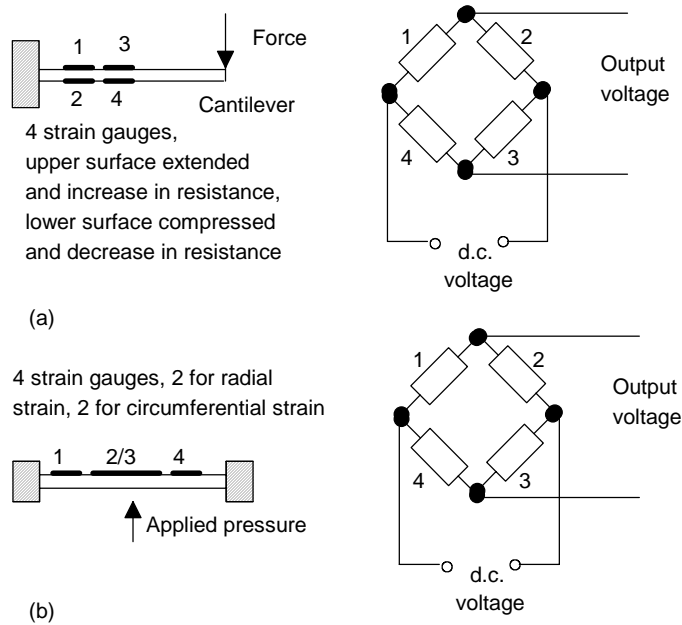 1 3
Force
2 4
Cantilever
4 strain gauges,
upper surface extended
and increase in resistance,
lower surface compressed
and decrease in resistance
1
2
4
3
Output
voltage
d.c.
voltage
(a)
4 strain gauges, 2 for radial
strain, 2 for circumferential strain
1 2/3 4
Applied pressure
1
2
4
3
Output
voltage
d.c.
voltage
(b)